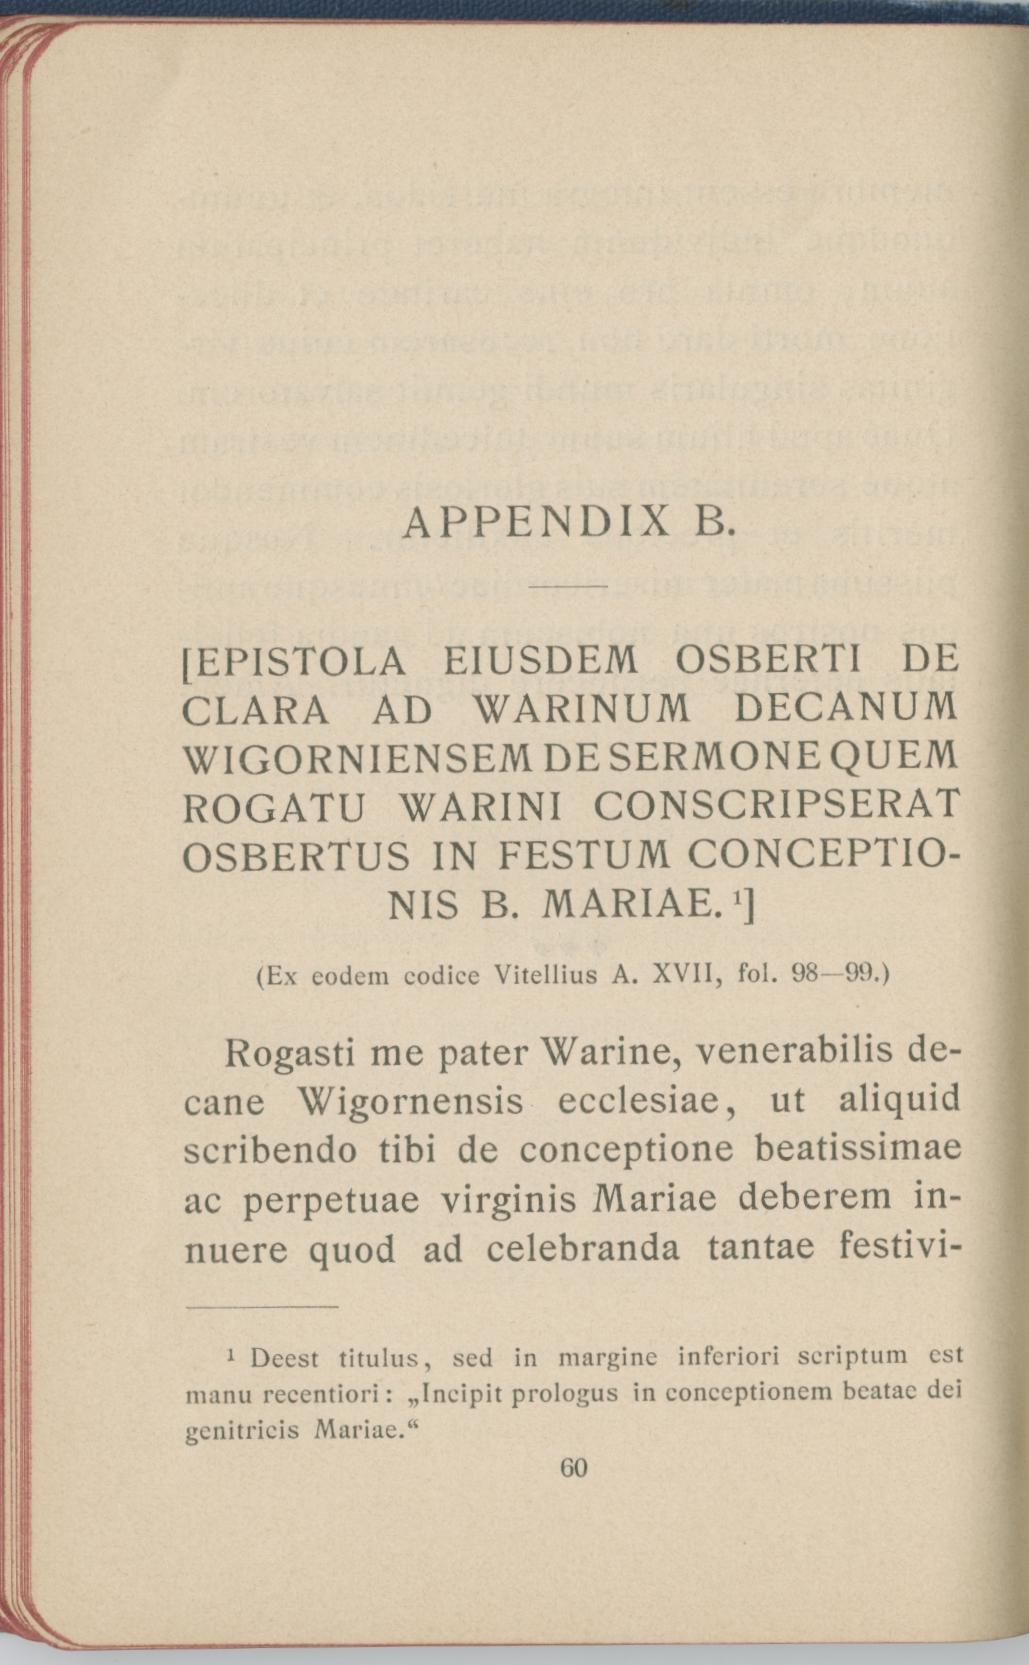 APPENDIX B.
[EPISTOLA EIUSDEM OSBERTI DE
CLARA AD WARINUM DECANUM
WIGORNIENSEM DE SERMONE QUEM
ROGATU WARINI CONSCRIPSERAT
OSBERTUS IN FESTUM CONCEPTIO-
NIS B. MARIAE. ¹]
(Ex eodem codice Vitellius A. XVII, fol. 98—99.)
Rogasti me pater Warine, venerabilis de-
cane Wigornensis ecclesiae, ut aliquid
scribendo tibi de conceptione beatissimae
ac perpetuae virginis Mariae deberem in-
nuere quod ad celebranda tantae festivi-
¹ Deest titulus, sed in margine inferiori scriptum est
manu recentiori: „Incipit prologus in conceptionem beatae dei
genitricis Mariae.“
60